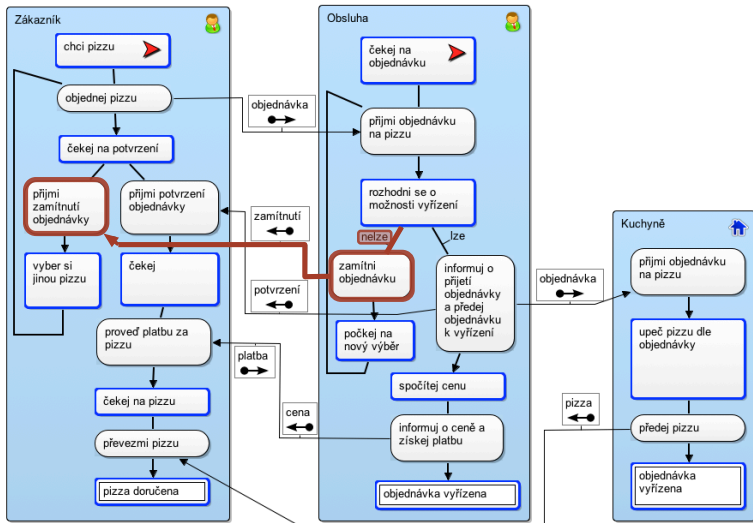 Zákazník
chci pizzu
objednej pizzu
čekej na potvrzení
přijmi
zamítnutí
objednávky
přijmi potvrzení
objednávky
vyber si
jinou pizzu
čekej
proveď platbu za
pizzu
čekej na pizzu
převezmi pizzu
pizza doručena
objednávka
zamítnutí
potvrzení
platba
cena
Obsluha
čekej na
objednávku
přijmi objednávku
na pizzu
rozhodni se o
možnosti vyřízení
nelze
lze
zamítni
objednávku
informuj o
přijetí
objednávky
a předej
objednávku
k vyřízení
počkej na
nový výběr
spočítej cenu
informuj o ceně a
získej platbu
objednávka vyřízena
objednávka
pizza
Kuchyně
přijmi objednávku
na pizzu
upeč pizzu dle
objednávky
předej pizzu
objednávka
vyřízena